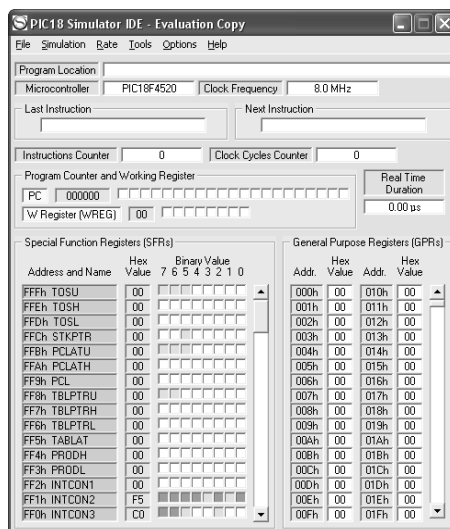 PIC18 Simulator IDE - Evaluation Copy
File Simulation Rate Tools Options Help
Program Location
Microcontroller PIC18F4520 Clock Frequency 8.0 MHz
Last Instruction Next Instruction
Instructions Counter 0 Clock Cycles Counter 0
Program Counter and Working Register Real Time
Duration
PC 000000
0.00 µs
W Register (WREG) 00
Special Function Registers (SFRs) General Purpose Registers (GPRs)
Hex Binary Value Hex Hex
Address and Name Value 7 6 5 4 3 2 1 0 Addr. Value Addr. Value
FFFh TOSU 00 000h 00 010h 00
FFEh TOSH 00 001h 00 011h 00
FFDh TOSL 00 002h 00 012h 00
FFCh STKPTR 00 003h 00 013h 00
FFBh PCLATU 00 004h 00 014h 00
FFAh PCLATH 00 005h 00 015h 00
FF9h PCL 00 006h 00 016h 00
FF8h TBLPTRU 00 007h 00 017h 00
FF7h TBLPTRH 00 008h 00 018h 00
FF6h TBLPTRL 00 009h 00 019h 00
FF5h TABLAT 00 00Ah 00 01Ah 00
FF4h PRODH 00 00Bh 00 01Bh 00
FF3h PRODL 00 00Ch 00 01Ch 00
FF2h INTCON1 00 00Dh 00 01Dh 00
FF1h INTCON2 F5 00Eh 00 01Eh 00
FF0h INTCON3 C0 00Fh 00 01Fh 00